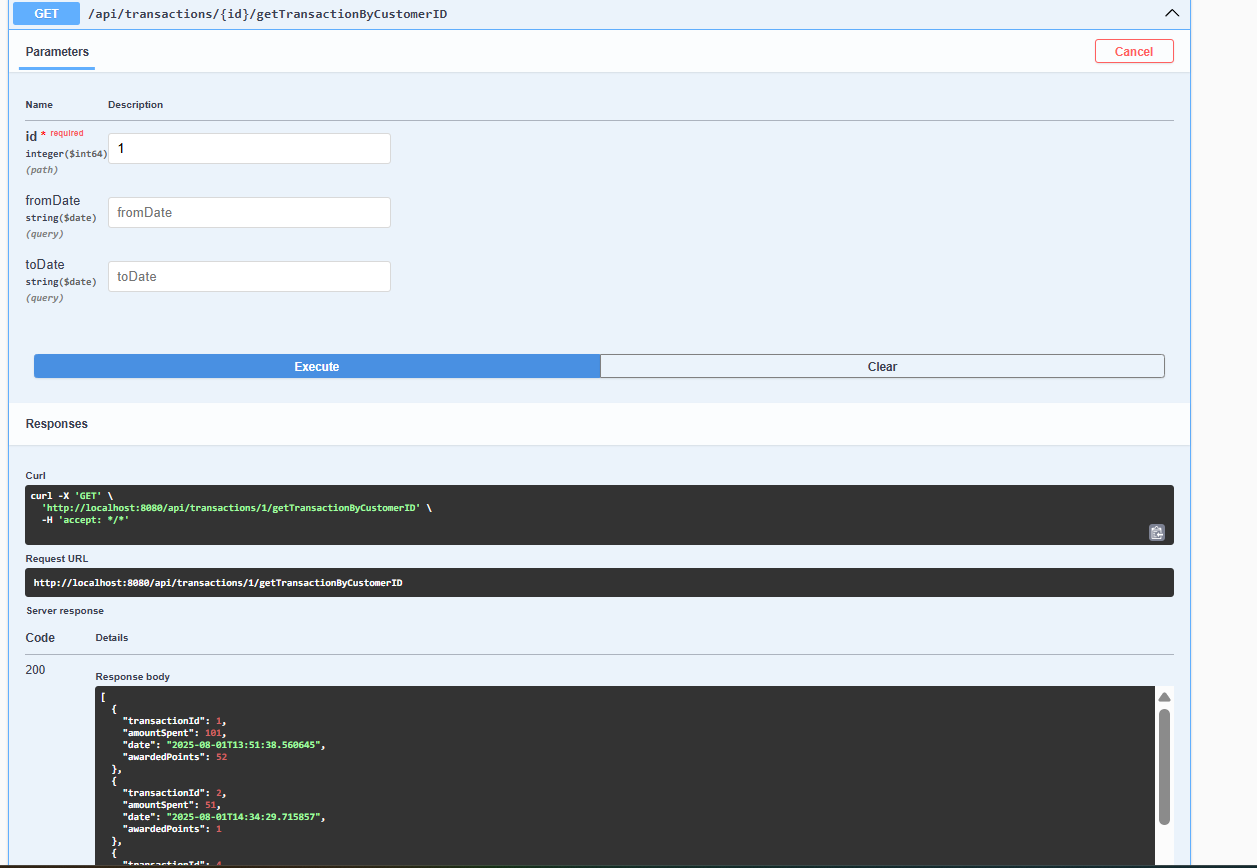 GET /api/transactions/{id}/getTransactionByCustomerID
Parameters
Cancel
Name Description
id * required
integer($int64)
(path)
1
fromDate
string($date)
(query)
fromDate
toDate
string($date)
(query)
toDate
Execute
Clear
Responses
Curl
curl -X 'GET' \
  'http://localhost:8080/api/transactions/1/getTransactionByCustomerID' \
  -H 'accept: */*'
Request URL
http://localhost:8080/api/transactions/1/getTransactionByCustomerID
Server response
Code Details
200
Response body
[
  {
    "transactionId": 1,
    "amountSpent": 101,
    "date": "2025-08-01T13:51:38.560645",
    "awardedPoints": 52
  },
  {
    "transactionId": 2,
    "amountSpent": 51,
    "date": "2025-08-01T14:34:29.715857",
    "awardedPoints": 1
  },
  {
    "transactionId": 4